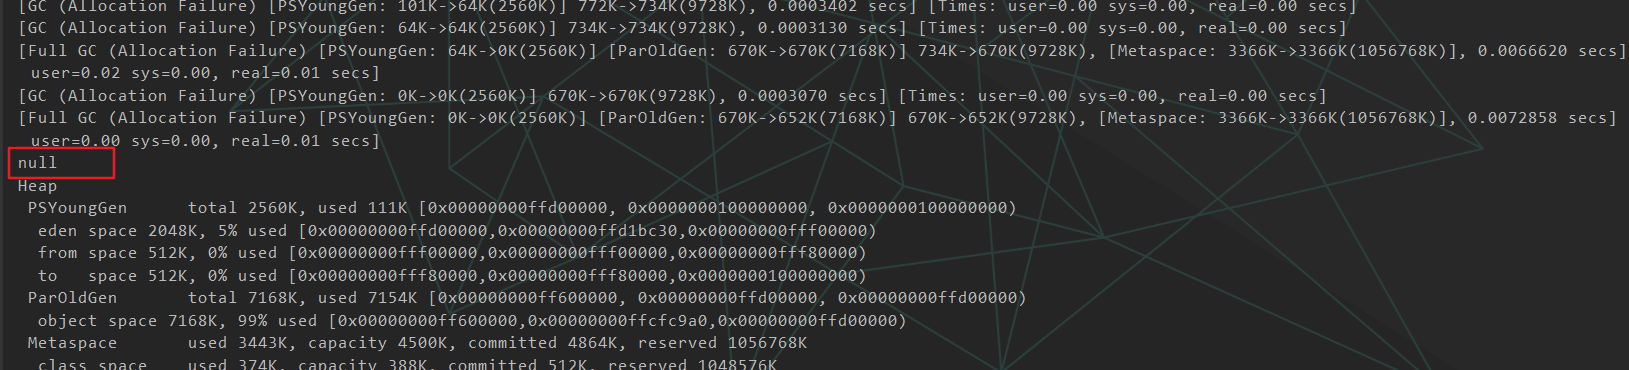 [GC (Allocation Failure) [PSYoungGen: 101K->64K(2560K)] 772K->734K(9728K), 0.0003402 secs] [Times: user=0.00 sys=0.00, real=0.00 secs]
[GC (Allocation Failure) [PSYoungGen: 64K->64K(2560K)] 734K->734K(9728K), 0.0003130 secs] [Times: user=0.00 sys=0.00, real=0.00 secs]
[Full GC (Allocation Failure) [PSYoungGen: 64K->0K(2560K)] [ParOldGen: 670K->670K(7168K)] 734K->670K(9728K), [Metaspace: 3366K->3366K(1056768K)], 0.0066620 secs]
user=0.02 sys=0.00, real=0.01 secs]
[GC (Allocation Failure) [PSYoungGen: 0K->0K(2560K)] 670K->670K(9728K), 0.0003070 secs] [Times: user=0.00 sys=0.00, real=0.00 secs]
[Full GC (Allocation Failure) [PSYoungGen: 0K->0K(2560K)] [ParOldGen: 670K->652K(7168K)] 670K->652K(9728K), [Metaspace: 3366K->3366K(1056768K)], 0.0072858 secs]
user=0.00 sys=0.00, real=0.01 secs]
null
Heap
PSYoungGen total 2560K, used 111K [0x00000000ffd00000, 0x0000000100000000, 0x0000000100000000)
eden space 2048K, 5% used [0x00000000ffd00000,0x00000000ffd1bc30,0x00000000fff00000)
from space 512K, 0% used [0x00000000fff00000,0x00000000fff00000,0x00000000fff80000)
to space 512K, 0% used [0x00000000fff80000,0x00000000fff80000,0x0000000100000000)
ParOldGen total 7168K, used 7154K [0x00000000ff600000, 0x00000000ffd00000, 0x00000000ffd00000)
object space 7168K, 99% used [0x00000000ff600000,0x00000000ffcfc9a0,0x00000000ffd00000)
Metaspace used 3443K, capacity 4500K, committed 4864K, reserved 1056768K
class space used 374K, capacity 388K, committed 512K, reserved 1048576K